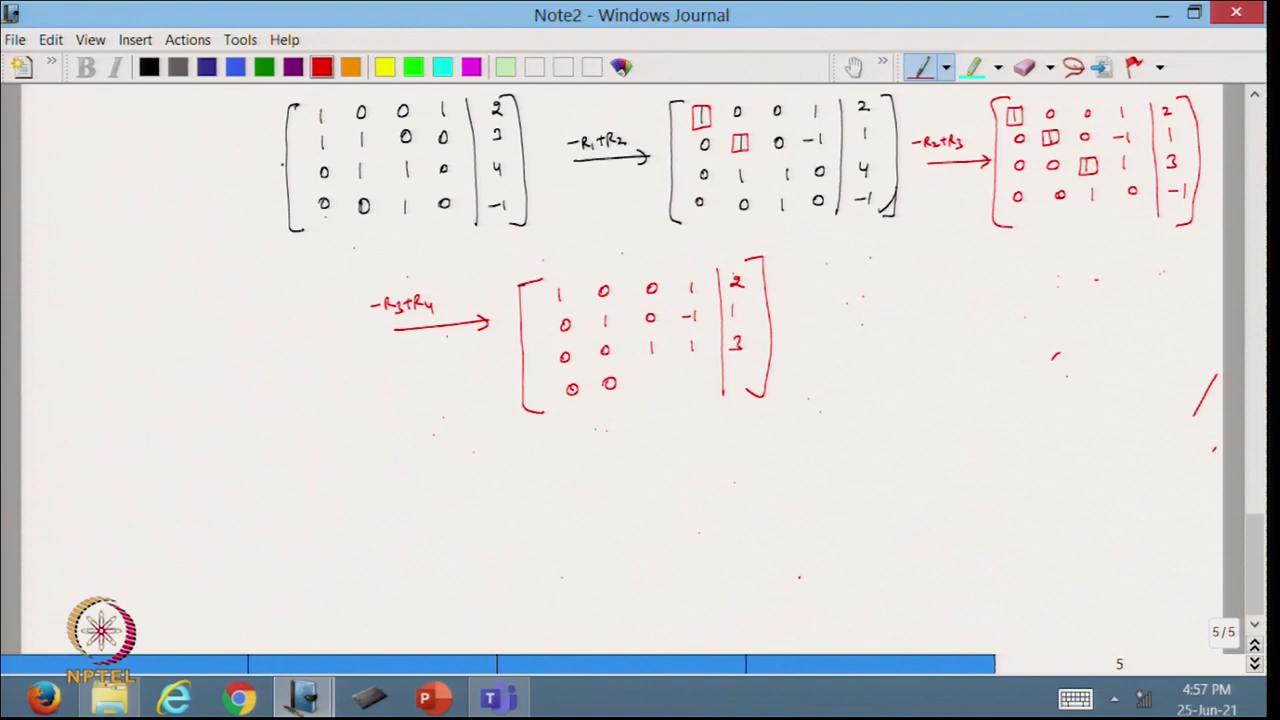 Note2 - Windows Journal
File Edit View Insert Actions Tools Help
B I
1 0 0 1 | 2
1 1 0 0 | 3
0 1 1 0 | 4
0 0 1 0 | -1
-R1+R2
1 0 0 1 | 2
0 1 0 -1 | 1
0 1 1 0 | 4
0 0 1 0 | -1
-R2+R3
1 0 0 1 | 2
0 1 0 -1 | 1
0 0 1 1 | 3
0 0 1 0 | -1
-R3+R4
1 0 0 1 | 2
0 1 0 -1 | 1
0 0 1 1 | 3
0 0
5/5
5
NPTEL
4:57 PM
25-Jun-21